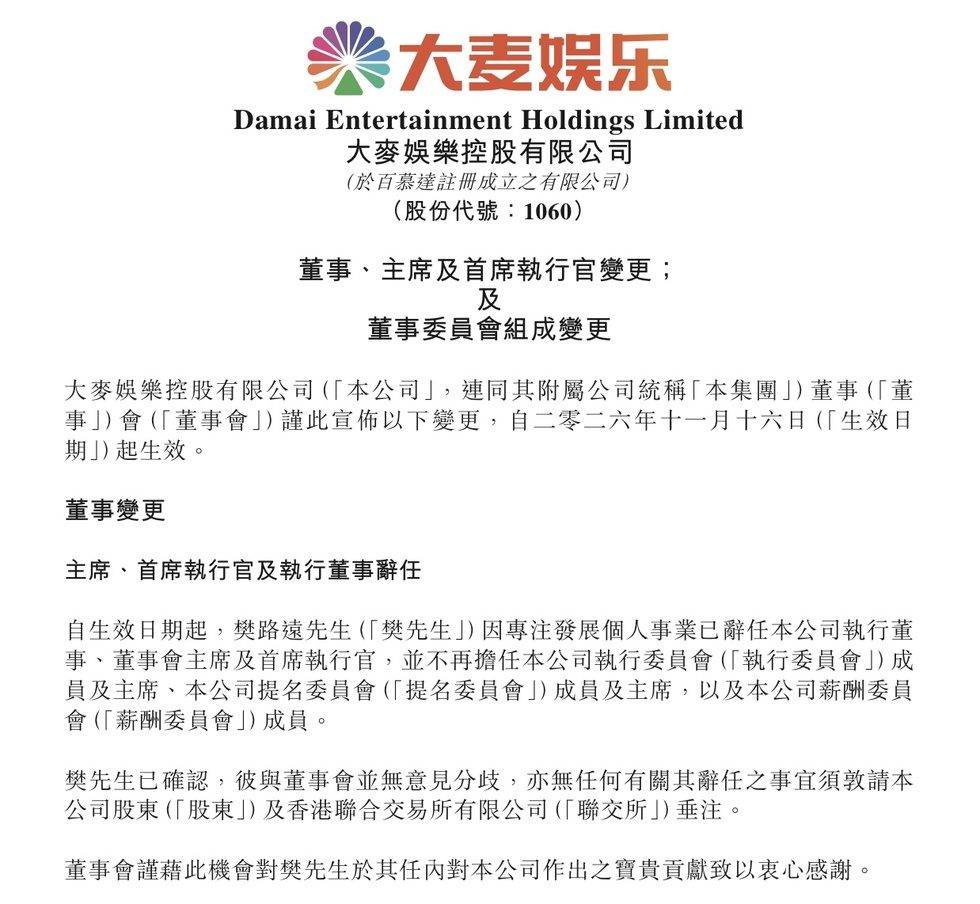 大麦娱乐
Damai Entertainment Holdings Limited
大麥娛樂控股有限公司
(於百慕達註冊成立之有限公司)
（股份代號：1060）
董事、主席及首席執行官變更；
及
董事委員會組成變更
大麥娛樂控股有限公司(「本公司」，連同其附屬公司統稱「本集團」)董事(「董
事」)會(「董事會」)謹此宣佈以下變更，自二零二六年十一月十六日(「生效日
期」)起生效。
董事變更
主席、首席執行官及執行董事辭任
自生效日期起，樊路遠先生(「樊先生」)因專注發展個人事業已辭任本公司執行董
事、董事會主席及首席執行官，並不再擔任本公司執行委員會(「執行委員會」)成
員及主席、本公司提名委員會(「提名委員會」)成員及主席，以及本公司薪酬委員
會(「薪酬委員會」)成員。
樊先生已確認，彼與董事會並無意見分歧，亦無任何有關其辭任之事宜須敦請本
公司股東(「股東」)及香港聯合交易所有限公司(「聯交所」)垂注。
董事會謹藉此機會對樊先生於其任內對本公司作出之寶貴貢獻致以衷心感謝。